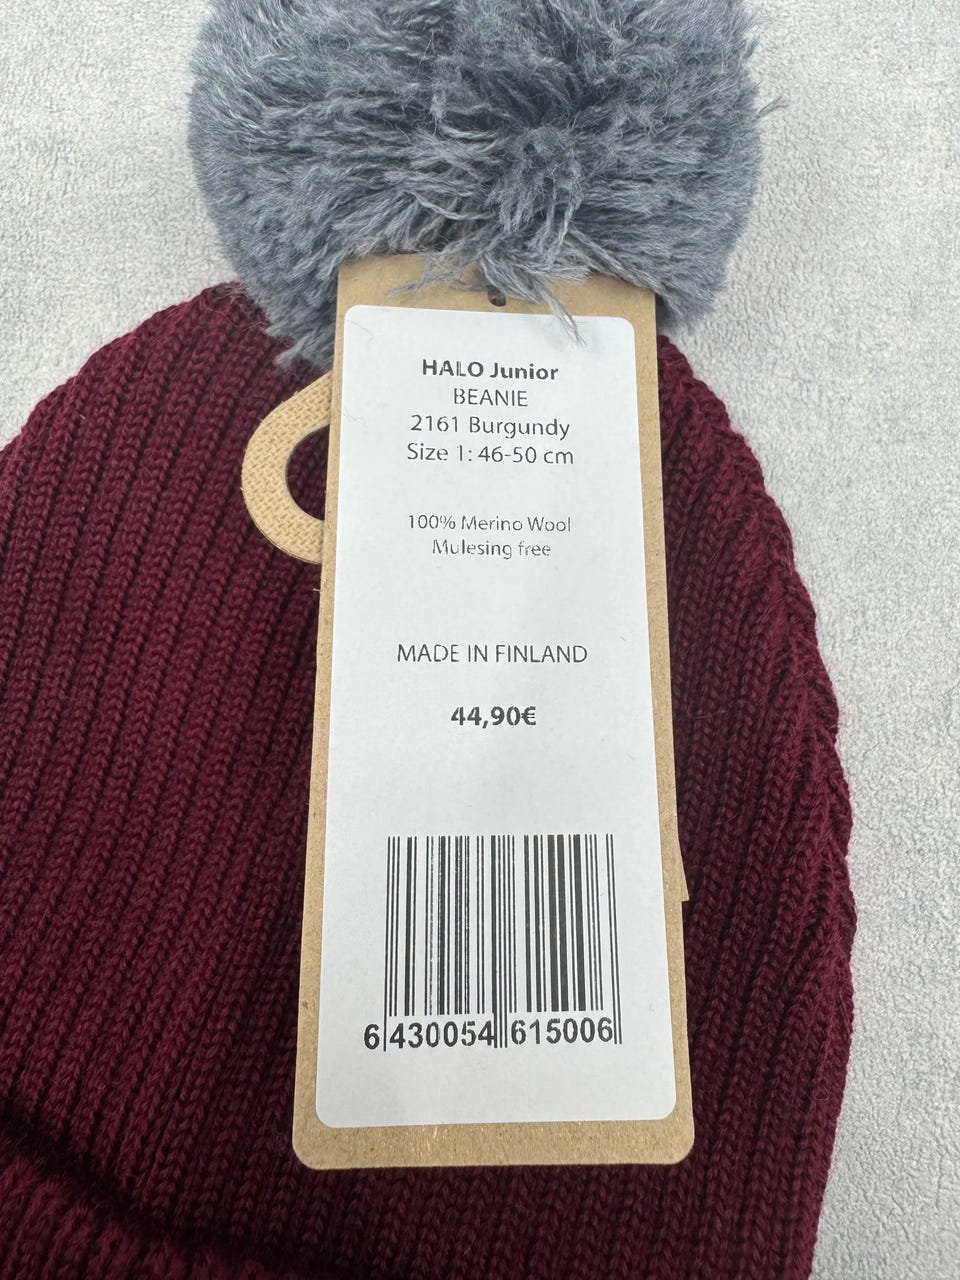 HALO Junior
BEANIE
2161 Burgundy
Size 1: 46-50 cm
100% Merino Wool
Mulesing free
MADE IN FINLAND
44,90€
6 430054 615006